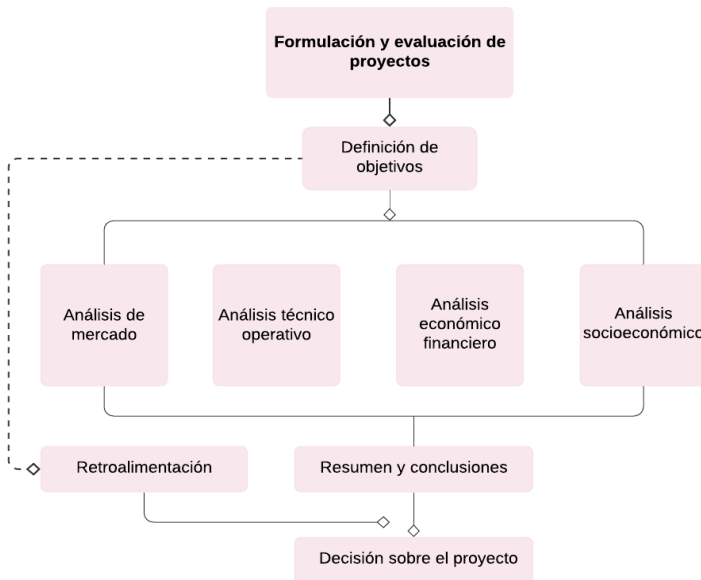 Formulación y evaluación de
proyectos
Definición de
objetivos
Análisis de
mercado
Análisis técnico
operativo
Análisis
económico
financiero
Análisis
socioeconómico
Retroalimentación
Resumen y conclusiones
Decisión sobre el proyecto